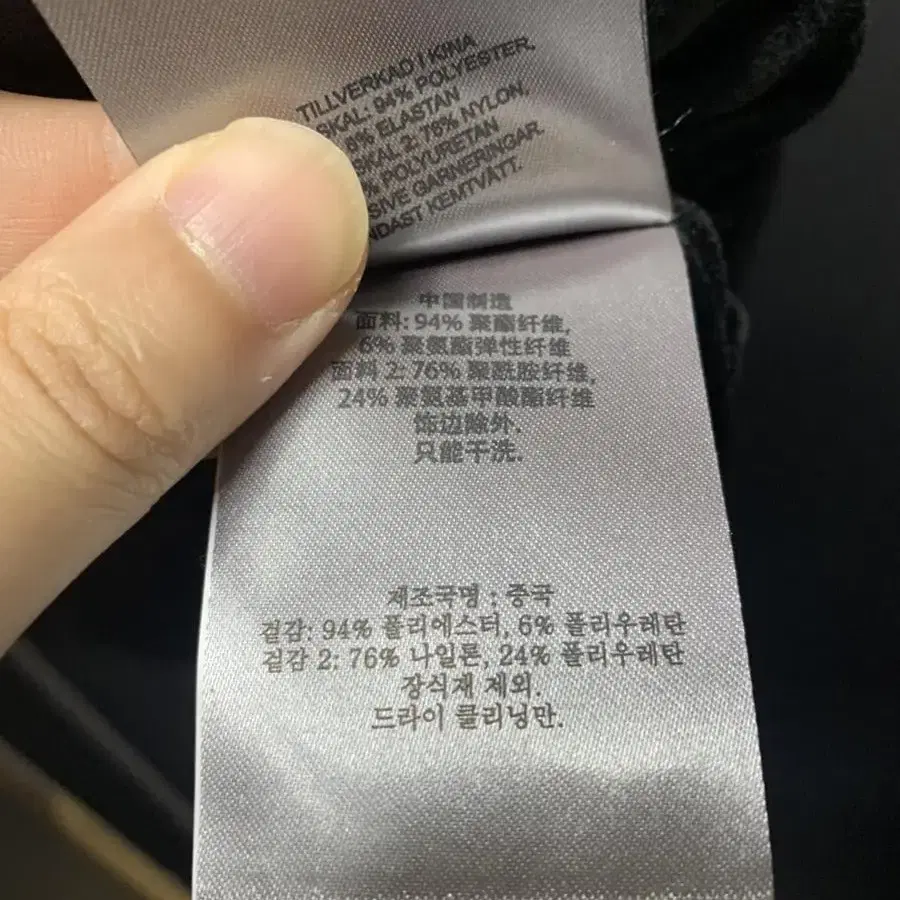 TILLVERKAD I KINA
SKAL: 94% POLYESTER.
ELASTAN
SKAL 2: 76% NYLON.
% POLYURETAN
SIVE GARNERINGAR.
NDAST KEMTVÄTT.
中国制造
面料: 94% 聚酯纤维,
6% 聚氨酯弹性纤维
面料 2: 76% 聚酰胺纤维,
24% 聚氨基甲酸酯纤维
饰边除外.
只能干洗.
제조국명 : 중국
겉감: 94% 폴리에스터, 6% 폴리우레탄
겉감 2: 76% 나일론, 24% 폴리우레탄
장식재 제외.
드라이 클리닝만.